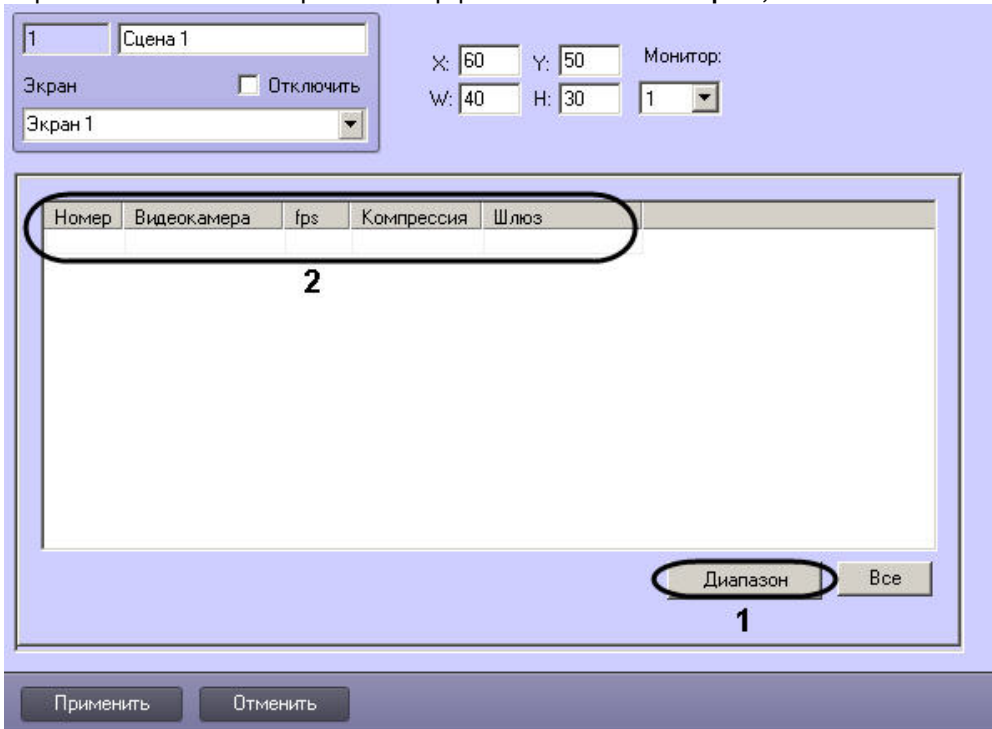 1 Сцена 1
Экран Отключить
Экран 1
X: 60 Y: 50 Монитор:
W: 40 H: 30 1
Номер Видеокамера fps Компрессия Шлюз
2
Диапазон Все
1
Применить Отменить